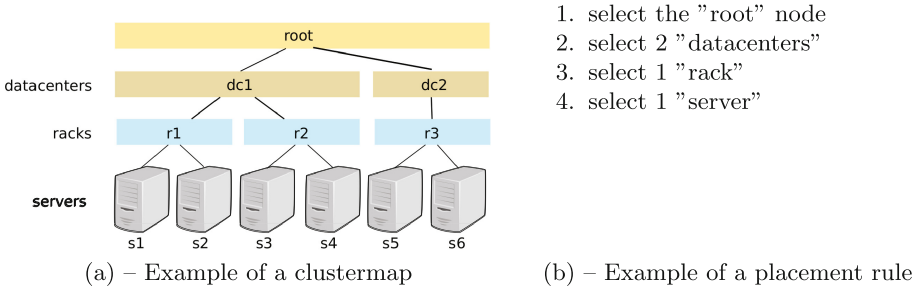 root
datacenters
dc1
dc2
racks
r1
r2
r3
servers
s1
s2
s3
s4
s5
s6
(a) – Example of a clustermap
1. select the ”root” node
2. select 2 ”datacenters”
3. select 1 ”rack”
4. select 1 ”server”
(b) – Example of a placement rule